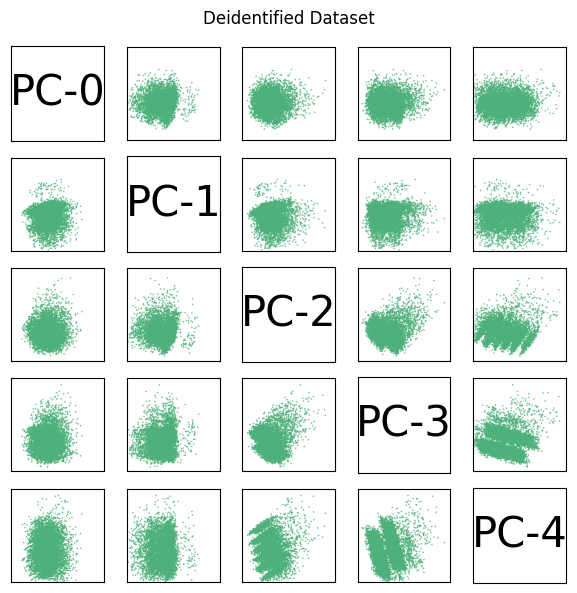 Deidentified Dataset
PC-0
PC-1
PC-2
PC-3
PC-4